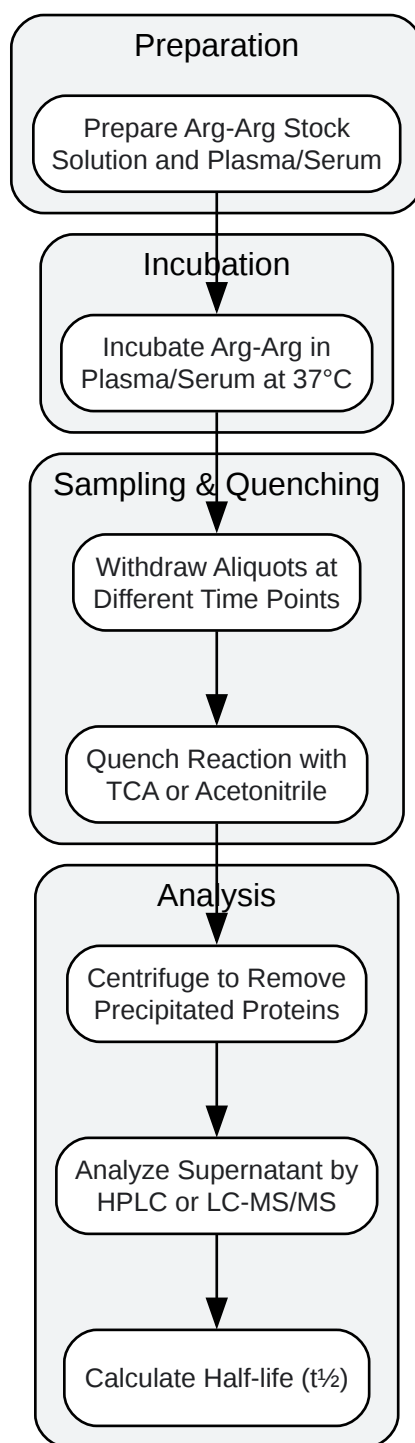 Preparation
Prepare Arg-Arg Stock
Solution and Plasma/Serum
Incubation
Incubate Arg-Arg in
Plasma/Serum at 37°C
Sampling & Quenching
Withdraw Aliquots at
Different Time Points
Quench Reaction with
TCA or Acetonitrile
Analysis
Centrifuge to Remove
Precipitated Proteins
Analyze Supernatant by
HPLC or LC-MS/MS
Calculate Half-life (t½)